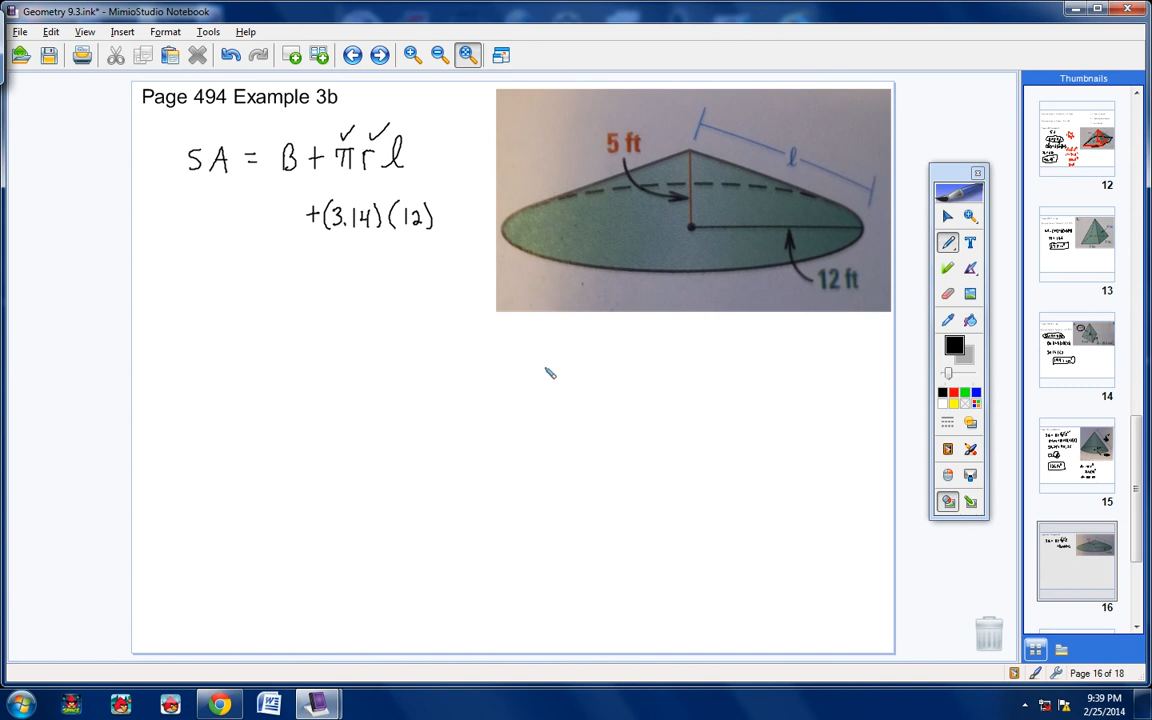 Geometry 9.3.ink* - MimioStudio Notebook
File Edit View Insert Format Tools Help
Thumbnails
Page 494 Example 3b
SA = B + π r l
+(3.14)(12)
5 ft
l
12 ft
12
13
14
15
16
Page 16 of 18
9:39 PM
2/25/2014